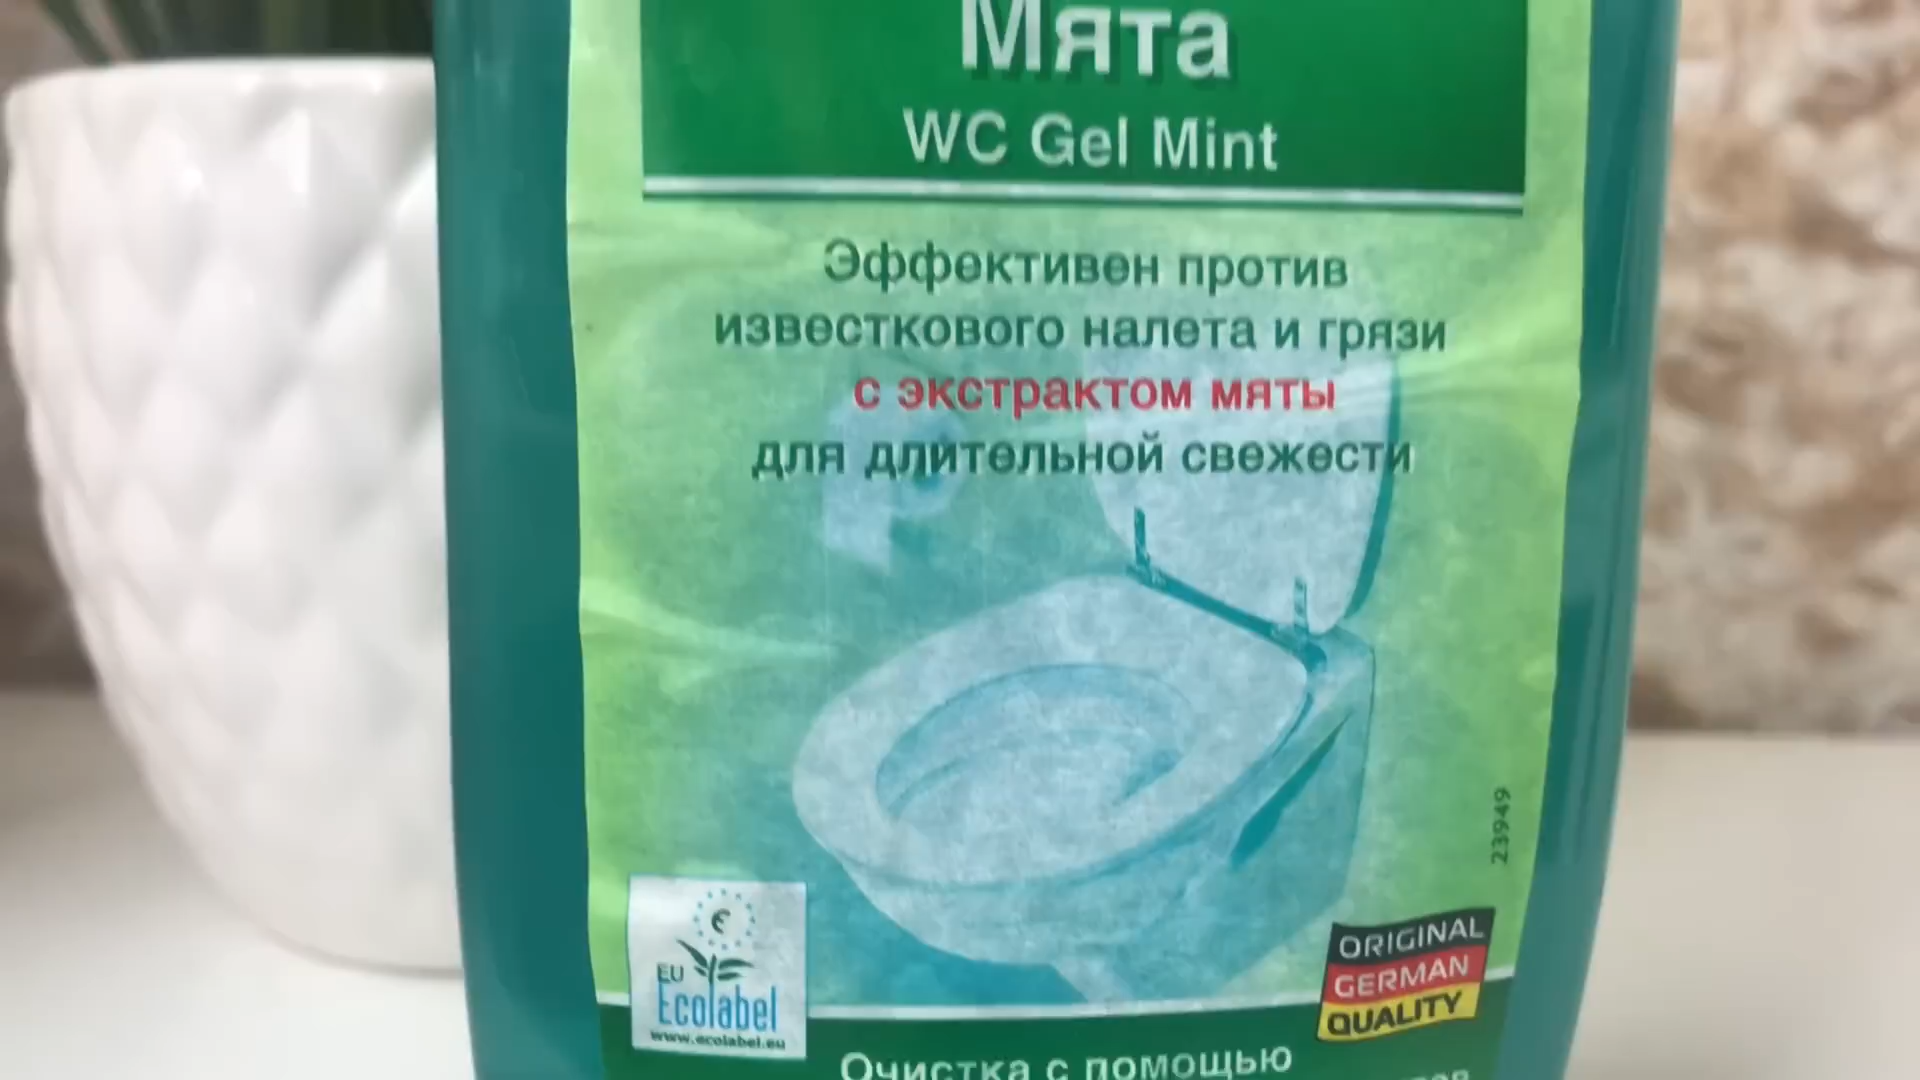 Мята
WC Gel Mint
Эффективен против
известкового налета и грязи
с экстрактом мяты
для длительной свежести
23949
EU
Ecolabel
www.ecolabel.eu
ORIGINAL
GERMAN
QUALITY
Очистка с помощью